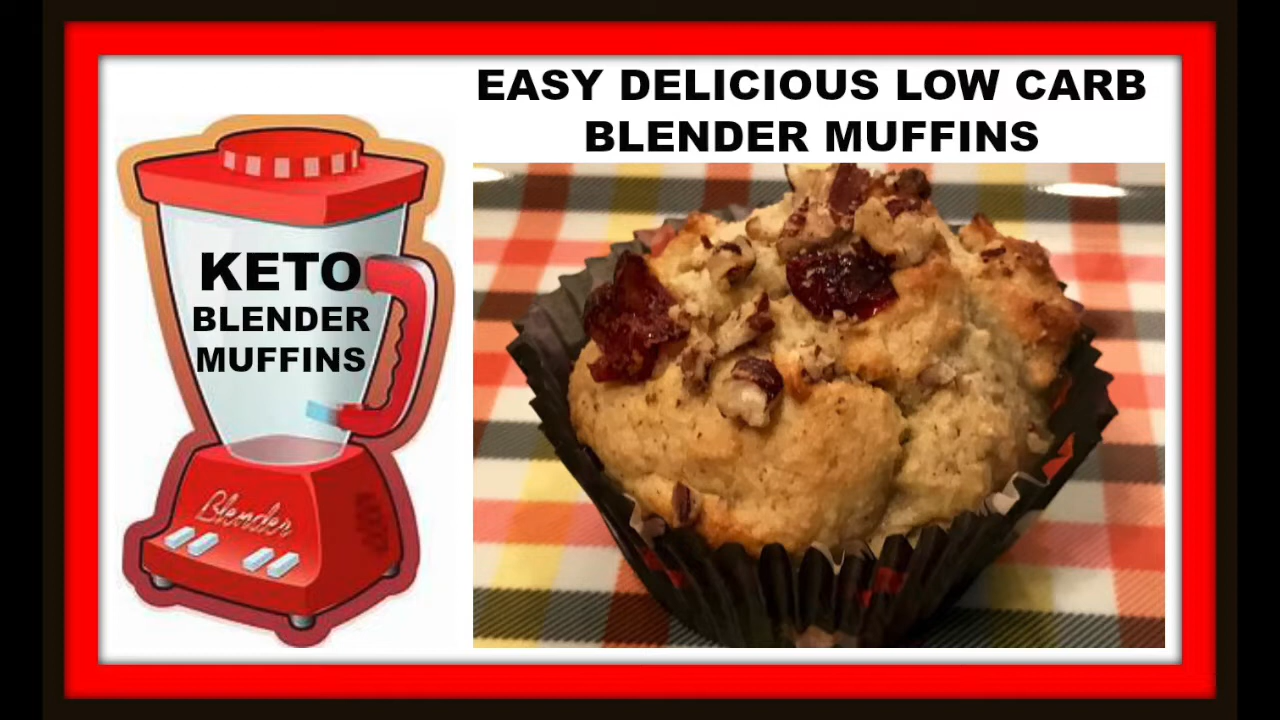 EASY DELICIOUS LOW CARB
BLENDER MUFFINS
KETO
BLENDER
MUFFINS
Blender